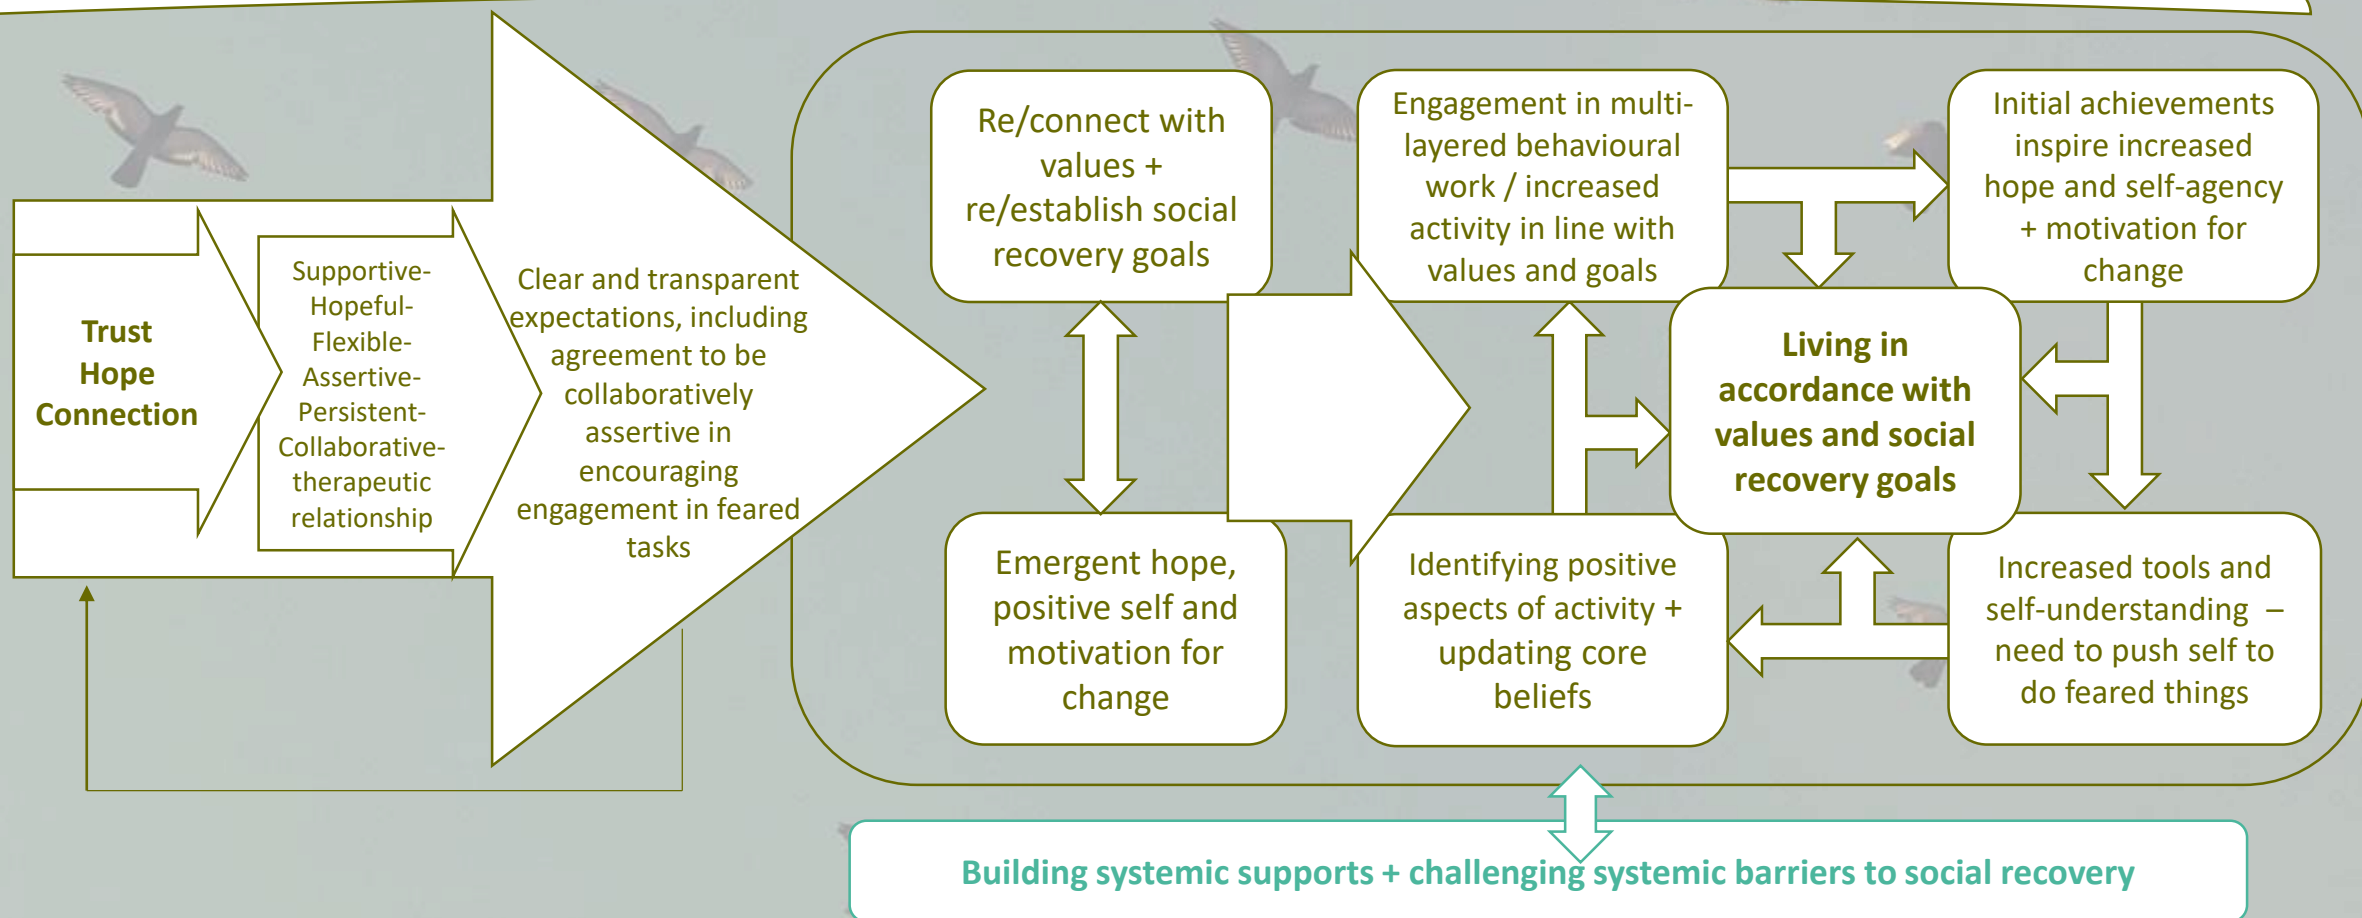 Trust
Hope
Connection
Supportive-
Hopeful-
Flexible-
Assertive-
Persistent-
Collaborative-
therapeutic
relationship
Clear and transparent
expectations, including
agreement to be
collaboratively
assertive in
encouraging
engagement in feared
tasks
Re/connect with
values +
re/establish social
recovery goals
Emergent hope,
positive self and
motivation for
change
Engagement in multi-
layered behavioural
work / increased
activity in line with
values and goals
Initial achievements
inspire increased
hope and self-agency
+ motivation for
change
Living in
accordance with
values and social
recovery goals
Identifying positive
aspects of activity +
updating core
beliefs
Increased tools and
self-understanding –
need to push self to
do feared things
Building systemic supports + challenging systemic barriers to social recovery